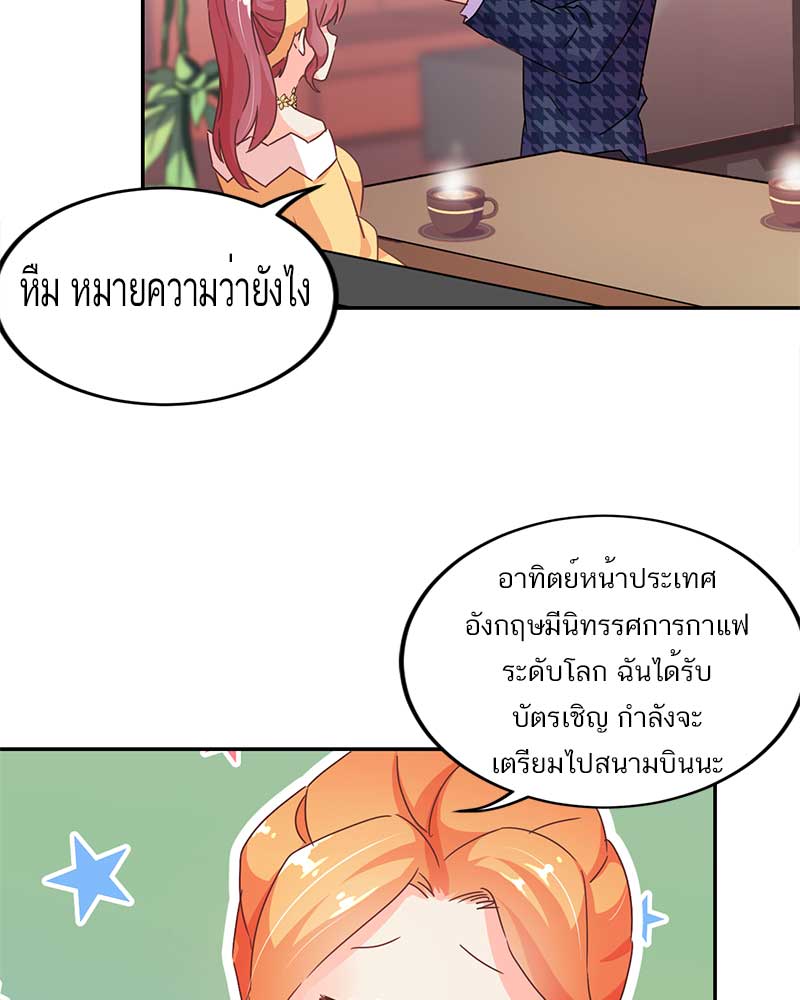 หืม หมายความว่ายังไง
อาทิตย์หน้าประเทศ
อังกฤษมีนิทรรศการกาแฟ
ระดับโลก ฉันได้รับ
บัตรเชิญ กำลังจะ
เตรียมไปสนามบินนะ